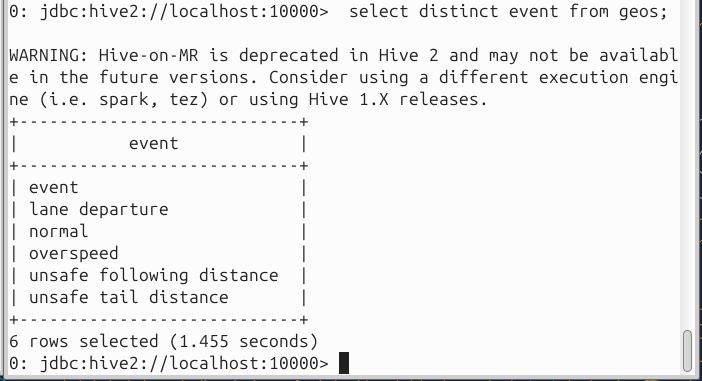 0: jdbc:hive2://localhost:10000>  select distinct event from geos;

WARNING: Hive-on-MR is deprecated in Hive 2 and may not be availabl
e in the future versions. Consider using a different execution engi
ne (i.e. spark, tez) or using Hive 1.X releases.
+----------------------------+
|           event            |
+----------------------------+
| event                      |
| lane departure             |
| normal                     |
| overspeed                  |
| unsafe following distance  |
| unsafe tail distance       |
+----------------------------+
6 rows selected (1.455 seconds)
0: jdbc:hive2://localhost:10000>